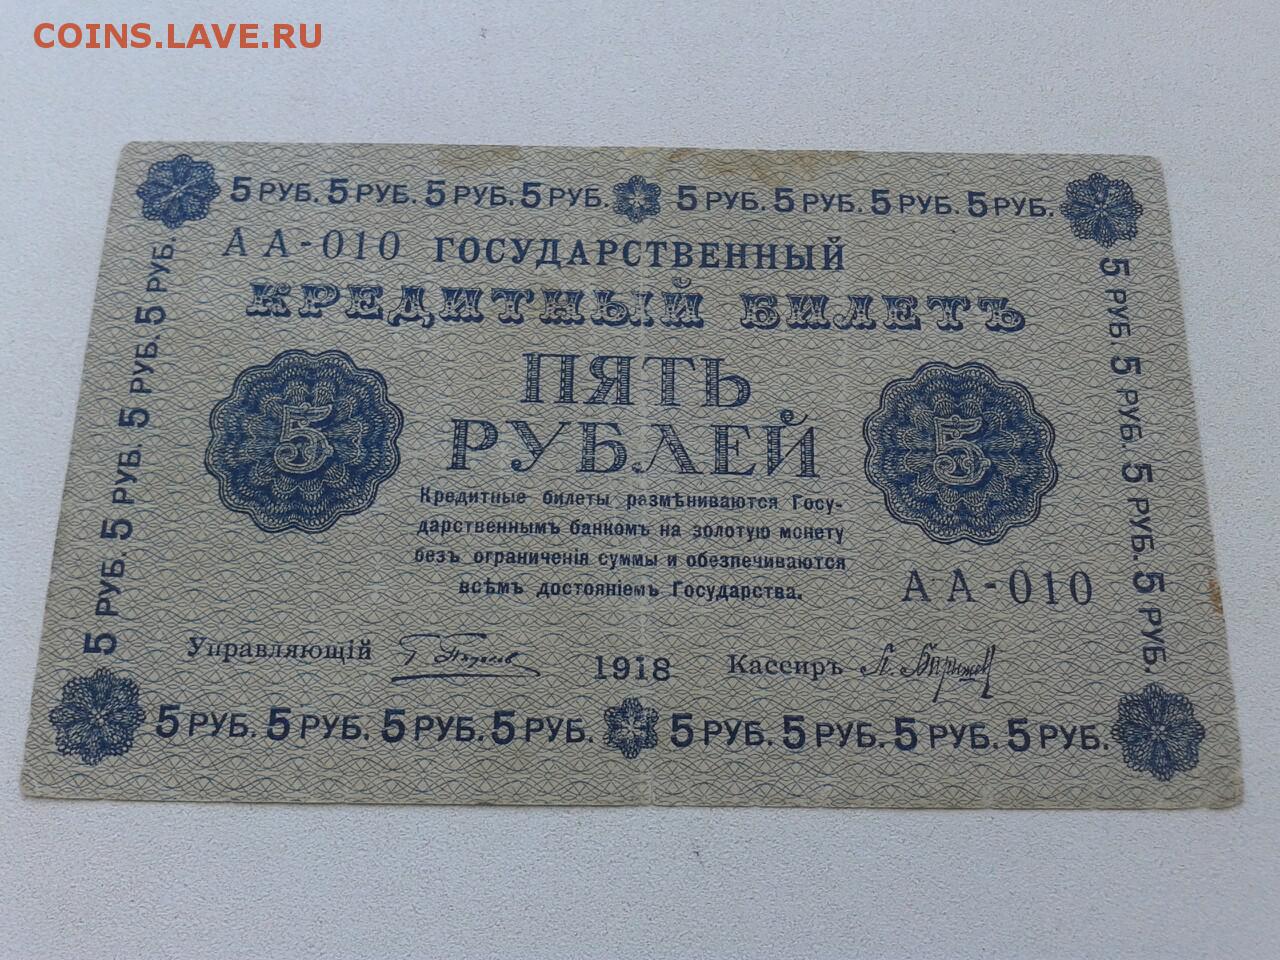 COINS.LAVE.RU
5 РУБ. 5 РУБ. 5 РУБ. 5 РУБ. 5 РУБ. 5 РУБ. 5 РУБ. 5 РУБ.
АА-010 ГОСУДАРСТВЕННЫЙ
КРЕДИТНЫЙ БИЛЕТЪ
ПЯТЬ
РУБЛЕЙ
5
5
Кредитные билеты размѣниваются Госу-
дарственнымъ банкомъ на золотую монету
безъ ограниченія суммы и обезпечиваются
всѣмъ достояніемъ Государства.
АА-010
Управляющій
1918
Кассиръ
5 РУБ. 5 РУБ. 5 РУБ. 5 РУБ.
5 РУБ. 5 РУБ. 5 РУБ. 5 РУБ.
5 РУБ. 5 РУБ. 5 РУБ. 5 РУБ. 5 РУБ. 5 РУБ. 5 РУБ. 5 РУБ.